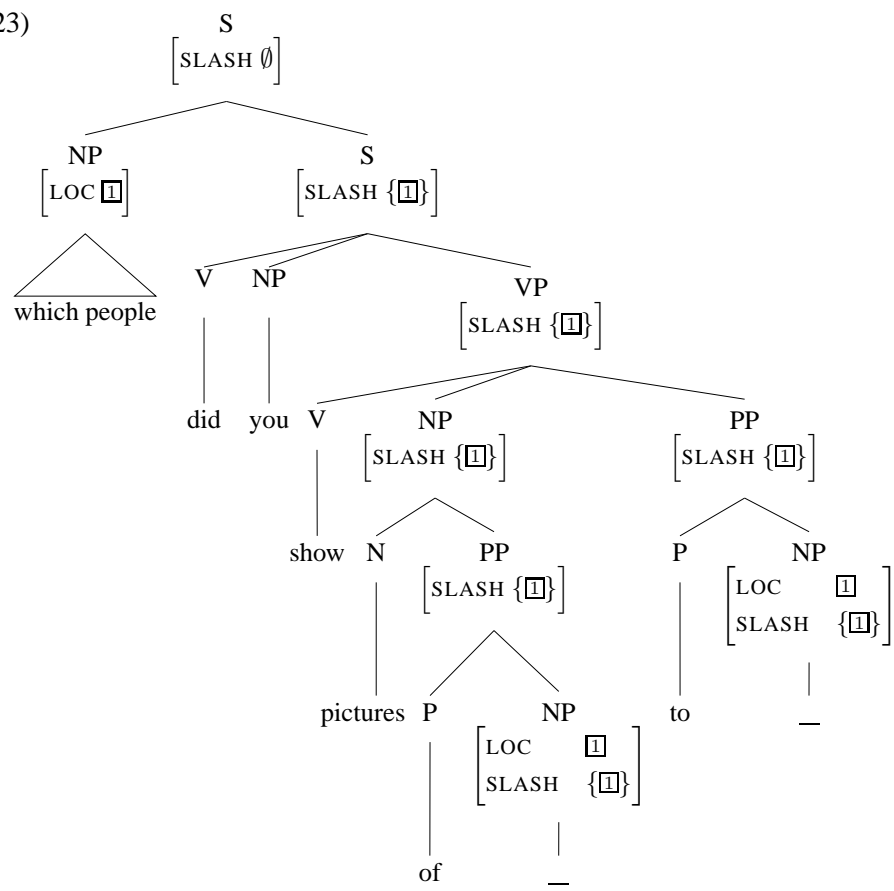 23) S
[SLASH ∅]
NP S
[LOC 1] [SLASH {1}]
V NP VP
which people [SLASH {1}]
did you V NP PP
[SLASH {1}] [SLASH {1}]
show N PP P NP
[SLASH {1}] [LOC 1
SLASH {1}]
pictures P NP to __
[LOC 1
SLASH {1}]
of __